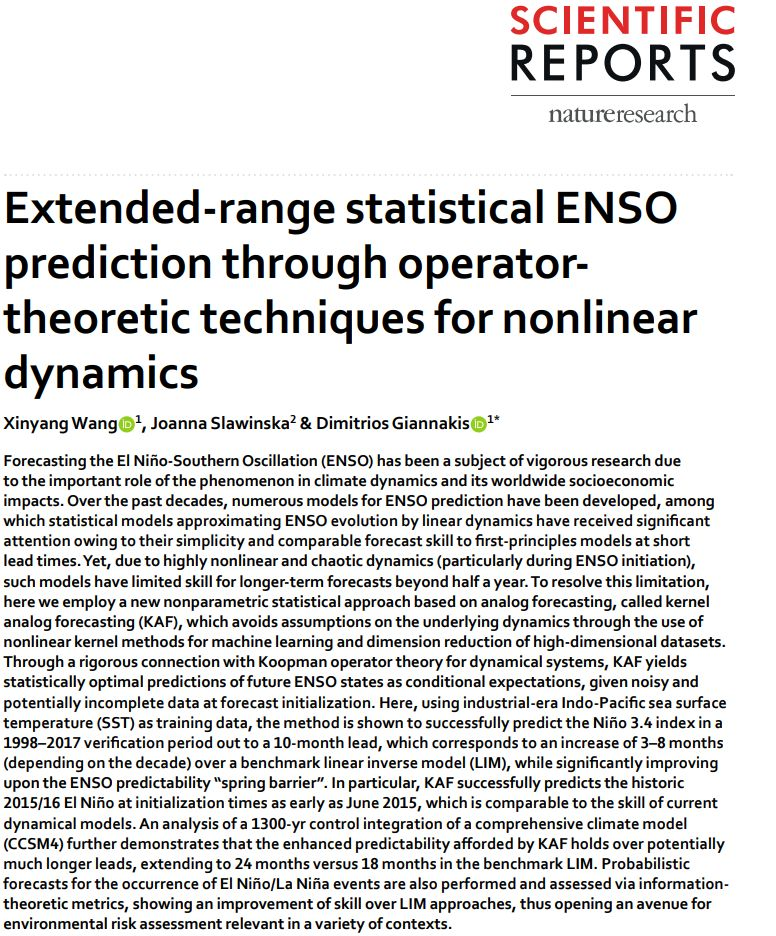 SCIENTIFIC
REPORTS
natureresearch
Extended-range statistical ENSO
prediction through operator-
theoretic techniques for nonlinear
dynamics
Xinyang Wang iD 1, Joanna Slawinska2 & Dimitrios Giannakis iD 1*
Forecasting the El Niño-Southern Oscillation (ENSO) has been a subject of vigorous research due
to the important role of the phenomenon in climate dynamics and its worldwide socioeconomic
impacts. Over the past decades, numerous models for ENSO prediction have been developed, among
which statistical models approximating ENSO evolution by linear dynamics have received significant
attention owing to their simplicity and comparable forecast skill to first-principles models at short
lead times. Yet, due to highly nonlinear and chaotic dynamics (particularly during ENSO initiation),
such models have limited skill for longer-term forecasts beyond half a year. To resolve this limitation,
here we employ a new nonparametric statistical approach based on analog forecasting, called kernel
analog forecasting (KAF), which avoids assumptions on the underlying dynamics through the use of
nonlinear kernel methods for machine learning and dimension reduction of high-dimensional datasets.
Through a rigorous connection with Koopman operator theory for dynamical systems, KAF yields
statistically optimal predictions of future ENSO states as conditional expectations, given noisy and
potentially incomplete data at forecast initialization. Here, using industrial-era Indo-Pacific sea surface
temperature (SST) as training data, the method is shown to successfully predict the Niño 3.4 index in a
1998–2017 verification period out to a 10-month lead, which corresponds to an increase of 3–8 months
(depending on the decade) over a benchmark linear inverse model (LIM), while significantly improving
upon the ENSO predictability “spring barrier”. In particular, KAF successfully predicts the historic
2015/16 El Niño at initialization times as early as June 2015, which is comparable to the skill of current
dynamical models. An analysis of a 1300-yr control integration of a comprehensive climate model
(CCSM4) further demonstrates that the enhanced predictability afforded by KAF holds over potentially
much longer leads, extending to 24 months versus 18 months in the benchmark LIM. Probabilistic
forecasts for the occurrence of El Niño/La Niña events are also performed and assessed via information-
theoretic metrics, showing an improvement of skill over LIM approaches, thus opening an avenue for
environmental risk assessment relevant in a variety of contexts.